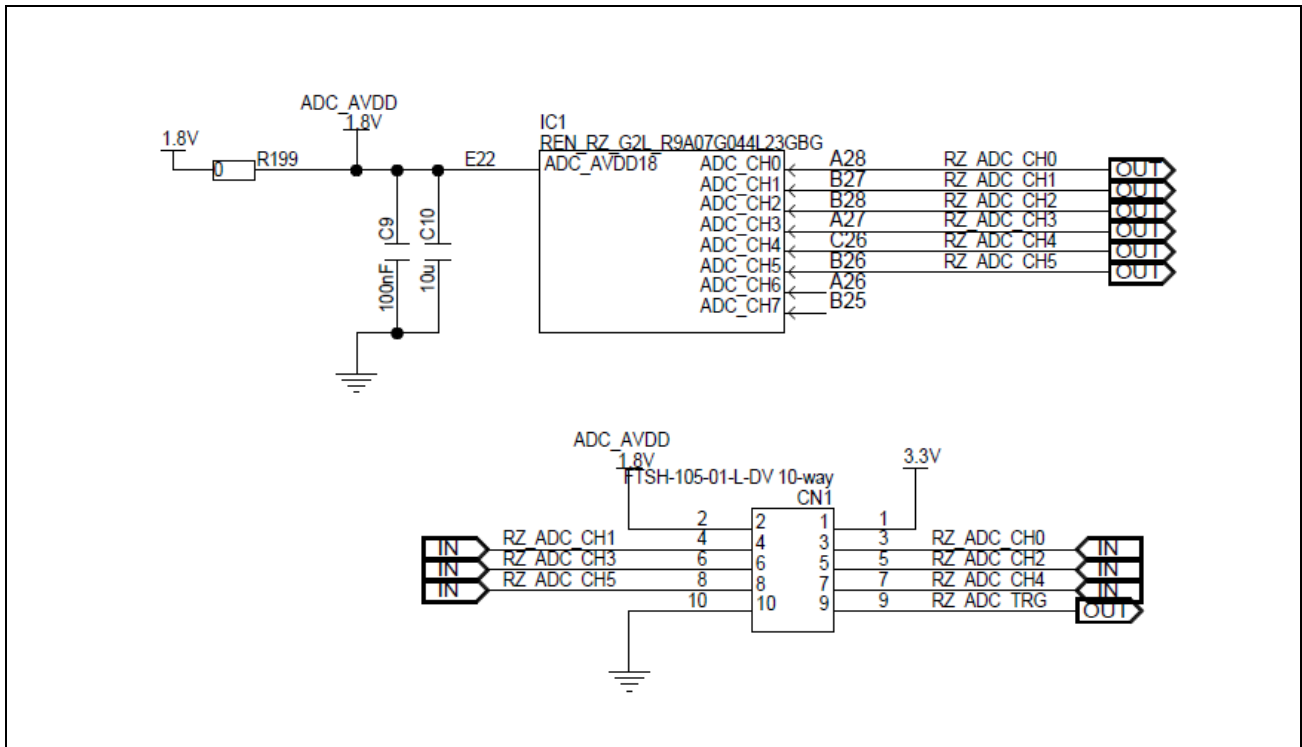 ADC_AVDD
1.8V
1.8V
0
R199
E22
C9
100nF
C10
10u
IC1
REN_RZ_G2L_R9A07G044L23GBG
ADC_AVDD18
ADC_CH0 A28 RZ_ADC_CH0 OUT
ADC_CH1 B27 RZ_ADC_CH1 OUT
ADC_CH2 B28 RZ_ADC_CH2 OUT
ADC_CH3 A27 RZ_ADC_CH3 OUT
ADC_CH4 C26 RZ_ADC_CH4 OUT
ADC_CH5 B26 RZ_ADC_CH5 OUT
ADC_CH6 A26
ADC_CH7 B25
ADC_AVDD
1.8V
3.3V
FTSH-105-01-L-DV 10-way
CN1
2 2 1 1
IN RZ_ADC_CH1 4 4 3 3 RZ_ADC_CH0 IN
IN RZ_ADC_CH3 6 6 5 5 RZ_ADC_CH2 IN
IN RZ_ADC_CH5 8 8 7 7 RZ_ADC_CH4 IN
10 10 9 9 RZ_ADC_TRG OUT